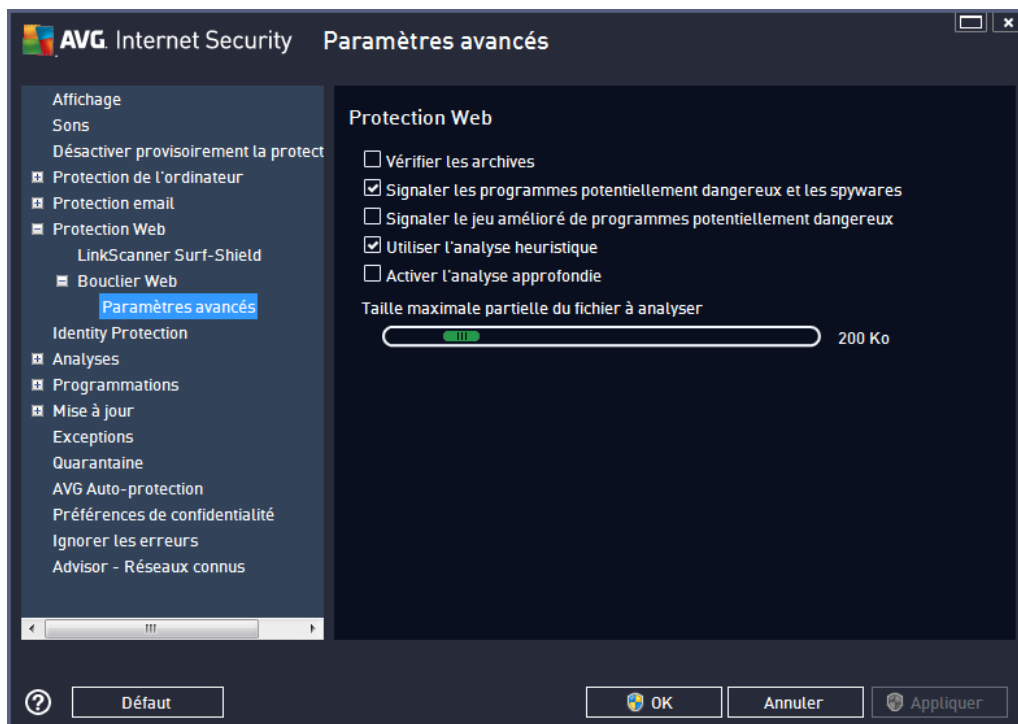 AVG. Internet Security Paramètres avancés
Affichage
Sons
Désactiver provisoirement la protect
Protection de l'ordinateur
Protection email
Protection Web
LinkScanner Surf-Shield
Bouclier Web
Paramètres avancés
Identity Protection
Analyses
Programmations
Mise à jour
Exceptions
Quarantaine
AVG Auto-protection
Préférences de confidentialité
Ignorer les erreurs
Advisor - Réseaux connus
Protection Web
Vérifier les archives
Signaler les programmes potentiellement dangereux et les spywares
Signaler le jeu amélioré de programmes potentiellement dangereux
Utiliser l'analyse heuristique
Activer l'analyse approfondie
Taille maximale partielle du fichier à analyser
200 Ko
? Défaut OK Annuler Appliquer